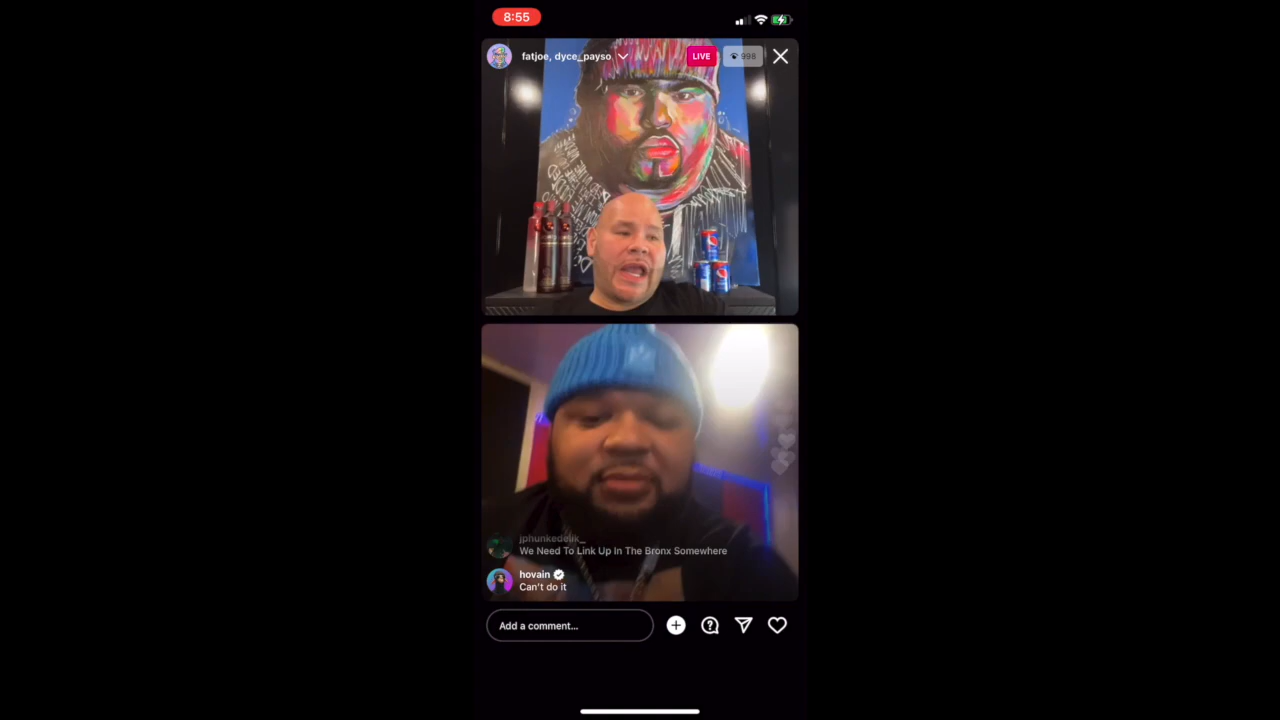 8:55
fatjoe, dyce_payso
LIVE
998
jphunkedelik_
We Need To Link Up In The Bronx Somewhere
hovain
Can't do it
Add a comment...